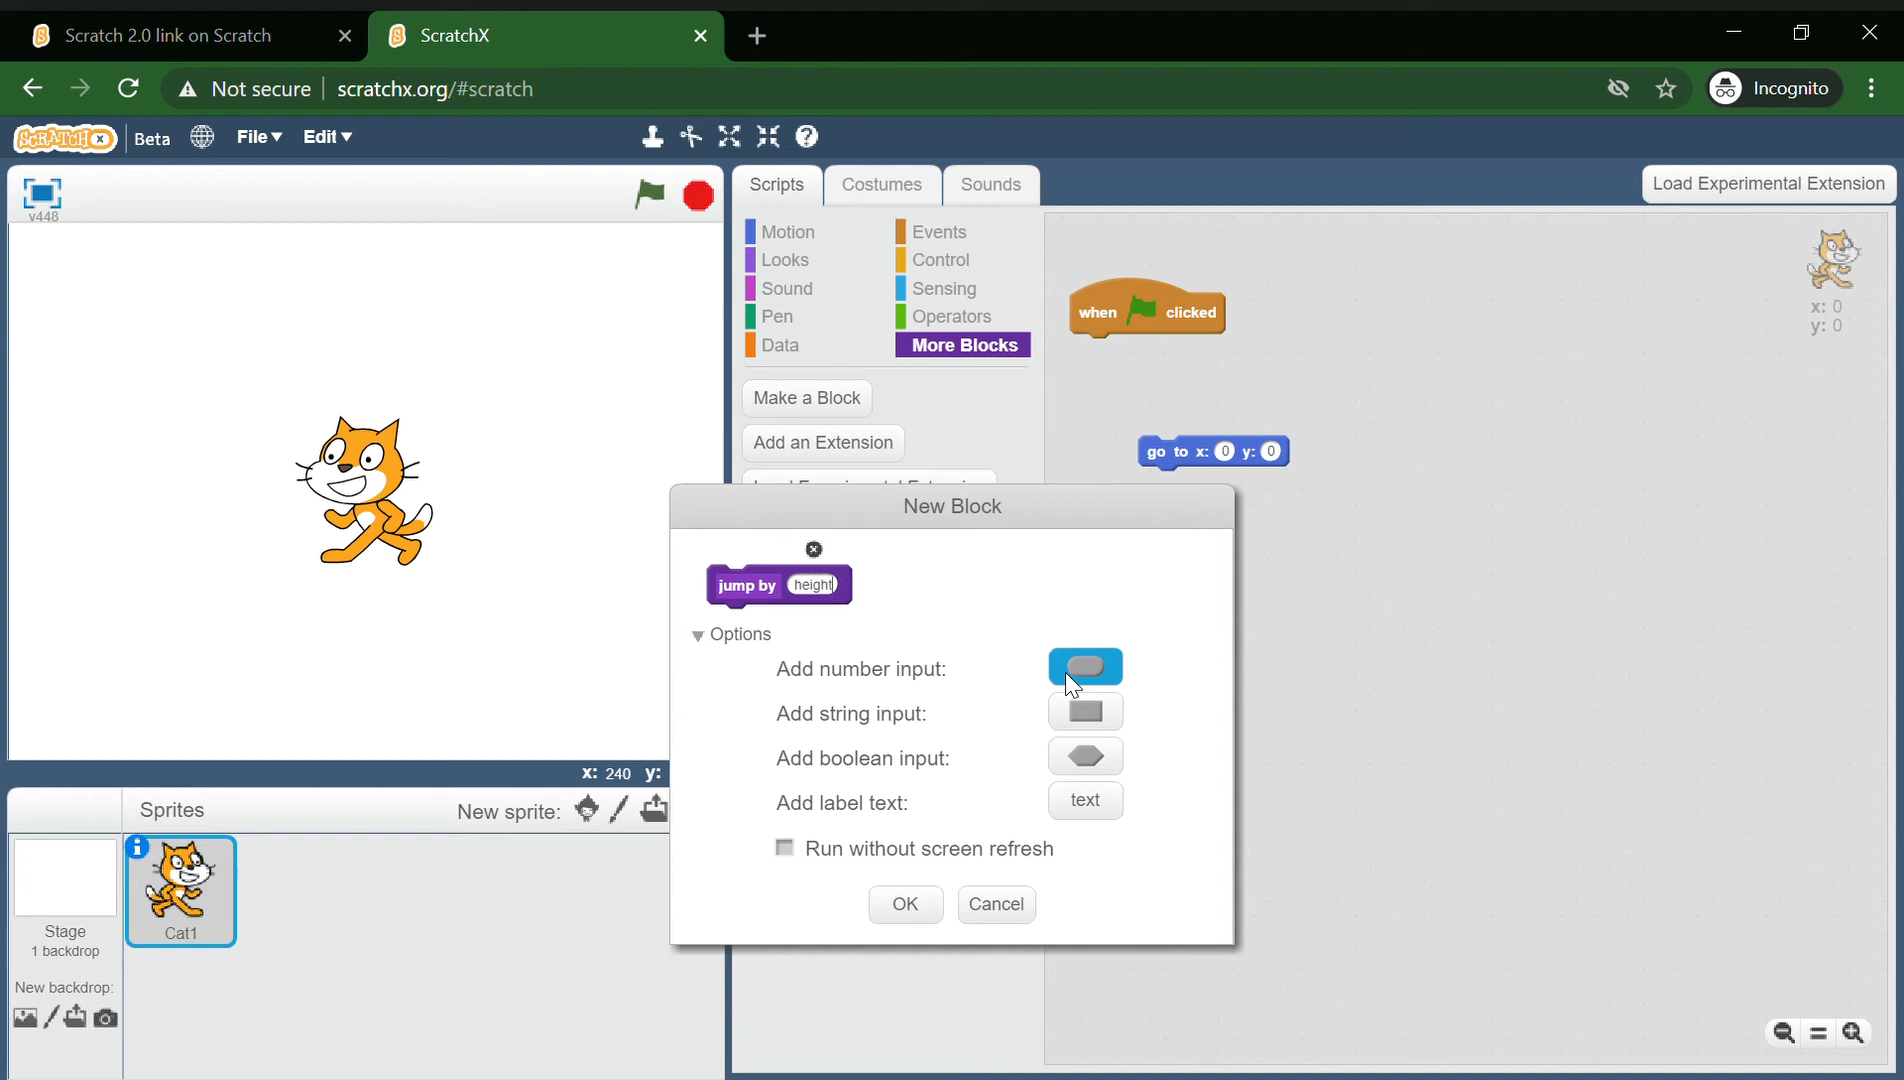 Scratch 2.0 link on Scratch
ScratchX
Not secure scratchx.org/#scratch
Incognito
SCRATCH x Beta File Edit
v448
Scripts Costumes Sounds
Load Experimental Extension
Motion Events
Looks Control
Sound Sensing
Pen Operators
Data More Blocks
Make a Block
Add an Extension
when clicked
go to x: 0 y: 0
x: 0
y: 0
New Block
jump by height
Options
Add number input:
Add string input:
Add boolean input:
Add label text: text
Run without screen refresh
OK Cancel
x: 240 y:
Sprites New sprite:
Stage
1 backdrop
New backdrop:
Cat1